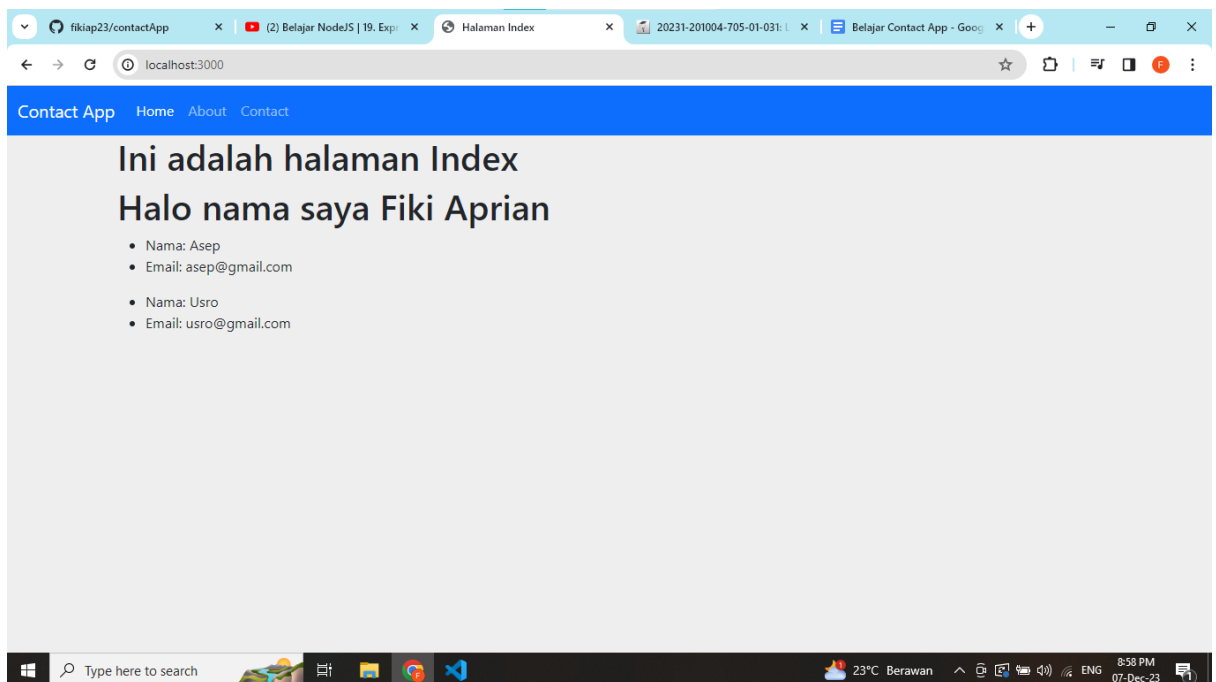 fikiap23/contactApp
(2) Belajar NodeJS | 19. Expr
Halaman Index
20231-201004-705-01-031: L
Belajar Contact App - Goog
localhost:3000
F
Contact App Home About Contact
Ini adalah halaman Index
Halo nama saya Fiki Aprian
Nama: Asep
Email: asep@gmail.com
Nama: Usro
Email: usro@gmail.com
Type here to search
23°C Berawan
ENG
8:58 PM
07-Dec-23